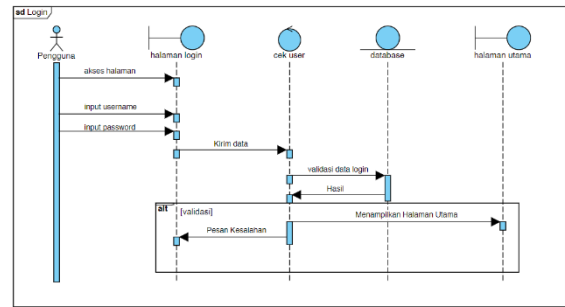 sd Login
Pengguna
halaman login
cek user
database
halaman utama
akses halaman
input username
input password
Kirim data
validasi data login
Hasil
alt
[validasi]
Menampilkan Halaman Utama
Pesan Kesalahan